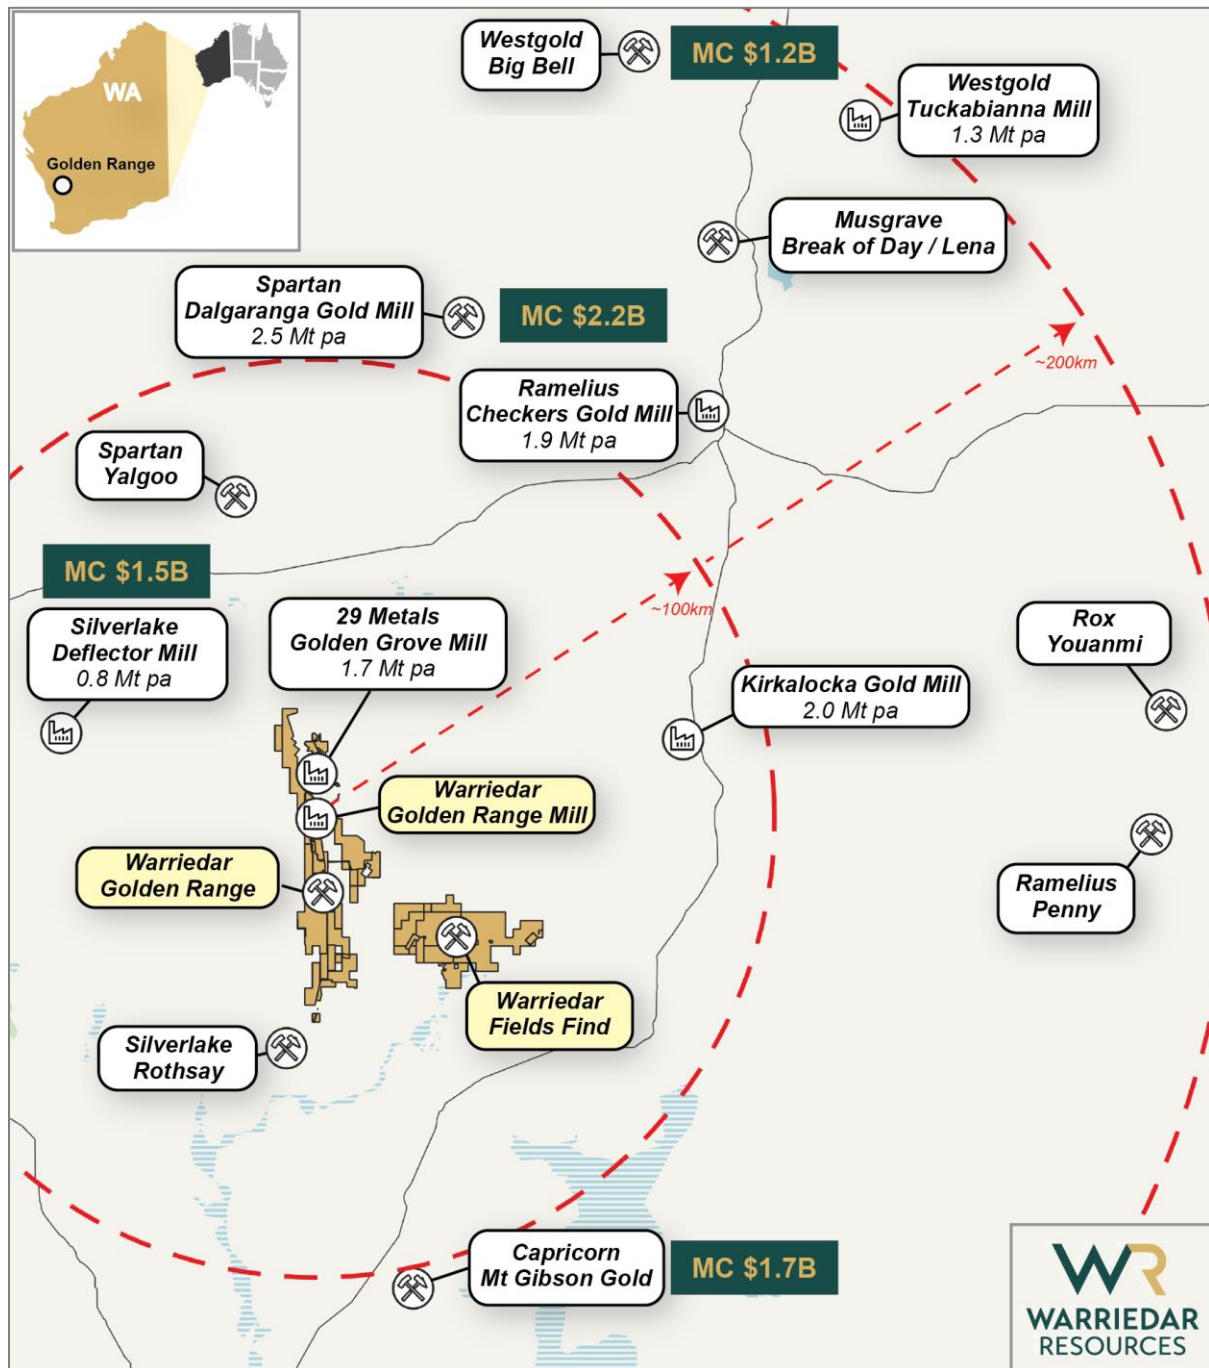 WA
Golden Range
Westgold
Big Bell
MC $1.2B
Westgold
Tuckabianna Mill
1.3 Mt pa
Musgrave
Break of Day / Lena
Spartan
Dalgaranga Gold Mill
2.5 Mt pa
MC $2.2B
~200km
Ramelius
Checkers Gold Mill
1.9 Mt pa
Spartan
Yalgoo
MC $1.5B
Silverlake
Deflector Mill
0.8 Mt pa
29 Metals
Golden Grove Mill
1.7 Mt pa
~100km
Rox
Youanmi
Kirkalocka Gold Mill
2.0 Mt pa
Warriedar
Golden Range Mill
Warriedar
Golden Range
Ramelius
Penny
Warriedar
Fields Find
Silverlake
Rothsay
Capricorn
Mt Gibson Gold
MC $1.7B
WR
WARRIEDAR
RESOURCES